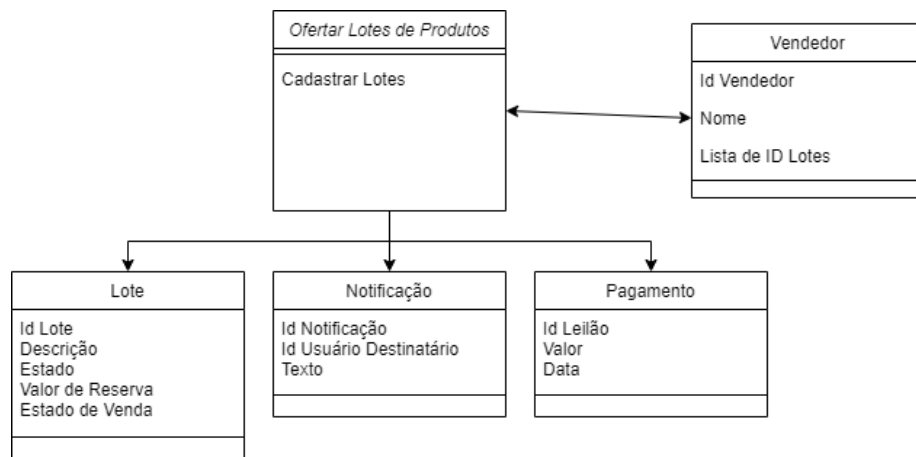 Ofertar Lotes de Produtos
Cadastrar Lotes
Vendedor
Id Vendedor
Nome
Lista de ID Lotes
Lote
Id Lote
Descrição
Estado
Valor de Reserva
Estado de Venda
Notificação
Id Notificação
Id Usuário Destinatário
Texto
Pagamento
Id Leilão
Valor
Data